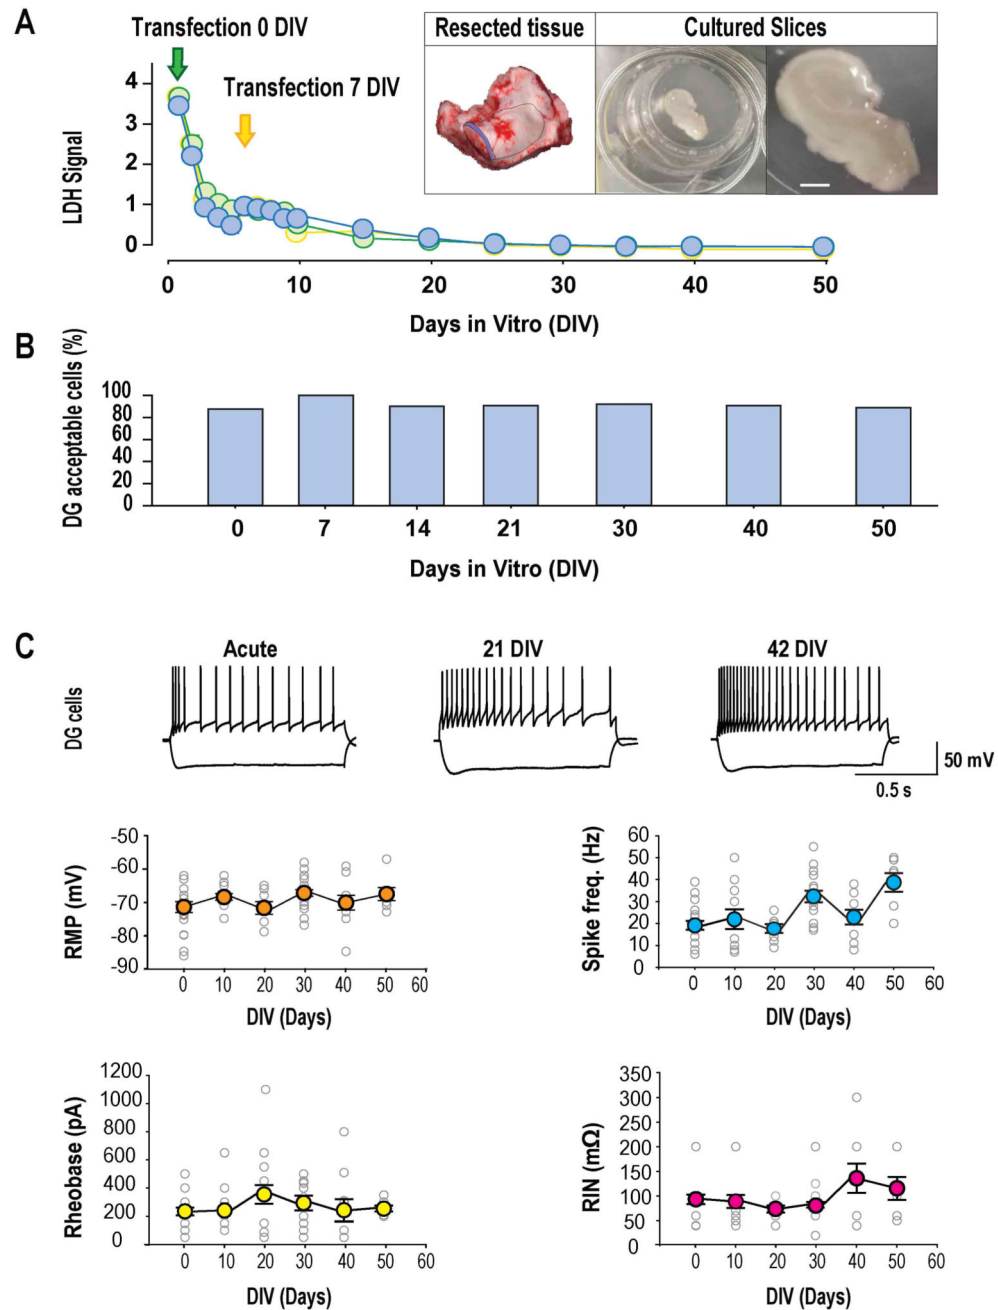 A
Transfection 0 DIV
Transfection 7 DIV
Resected tissue
Cultured Slices
LDH Signal
4
3
2
1
0
0 10 20 30 40 50
Days in Vitro (DIV)
B
DG acceptable cells (%)
100
80
60
40
20
0
0 7 14 21 30 40 50
Days in Vitro (DIV)
C
Acute 21 DIV 42 DIV
DG cells
50 mV
0.5 s
RMP (mV)
-50
-60
-70
-80
-90
0 10 20 30 40 50 60
DIV (Days)
Spike freq. (Hz)
60
50
40
30
20
10
0
0 10 20 30 40 50 60
DIV (Days)
Rheobase (pA)
1200
1000
800
600
400
200
0
0 10 20 30 40 50 60
DIV (Days)
RIN (mΩ)
350
300
250
200
150
100
50
0
0 10 20 30 40 50 60
DIV (Days)